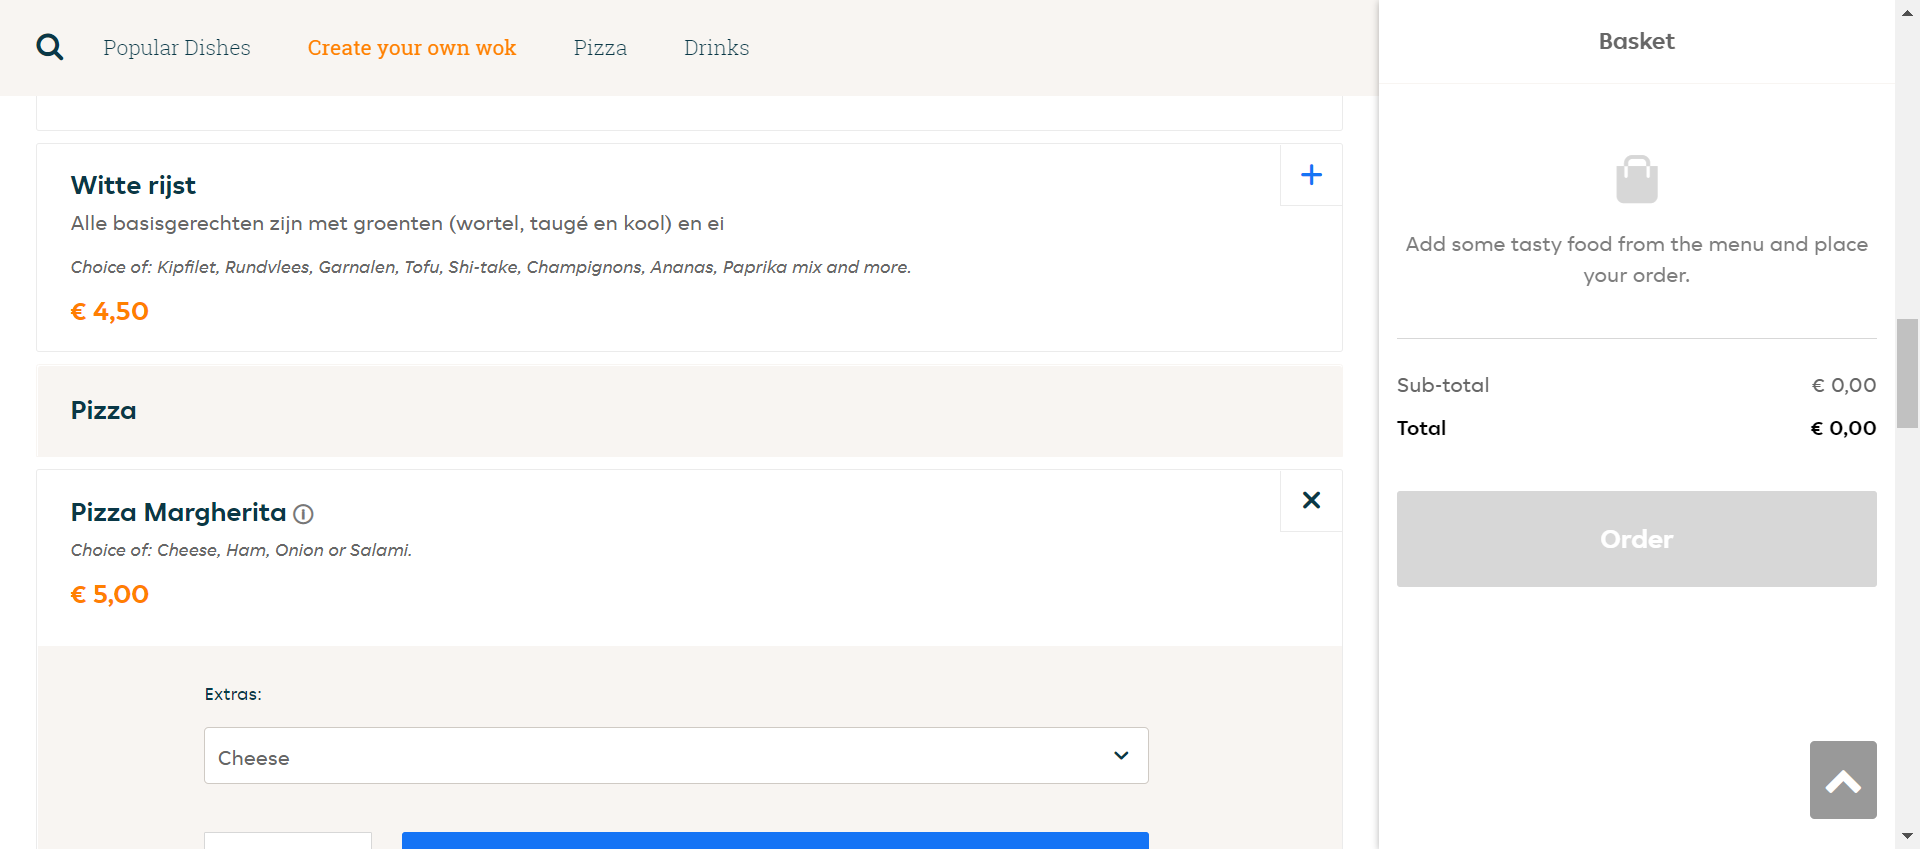 Popular Dishes
Create your own wok
Pizza
Drinks
Witte rijst
Alle basisgerechten zijn met groenten (wortel, taugé en kool) en ei
Choice of: Kipfilet, Rundvlees, Garnalen, Tofu, Shi-take, Champignons, Ananas, Paprika mix and more.
€ 4,50
Pizza
Pizza Margherita
Choice of: Cheese, Ham, Onion or Salami.
€ 5,00
Extras:
Cheese
Basket
Add some tasty food from the menu and place
your order.
Sub-total € 0,00
Total € 0,00
Order